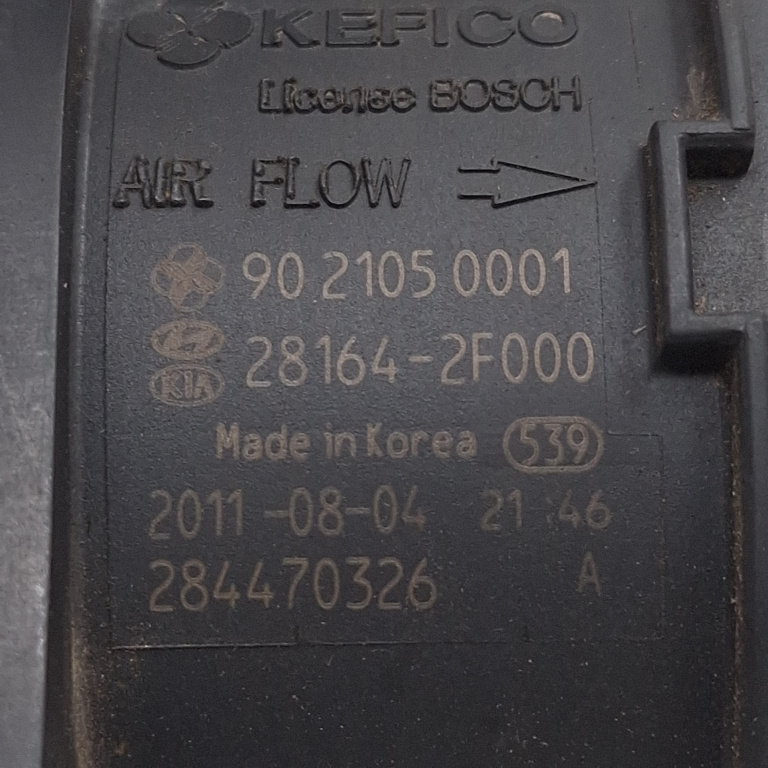 KEFICO
License BOSCH
AIR FLOW
90 2105 0001
28164-2F000
KIA
Made in Korea 539
2011-08-04 21:46
284470326 A